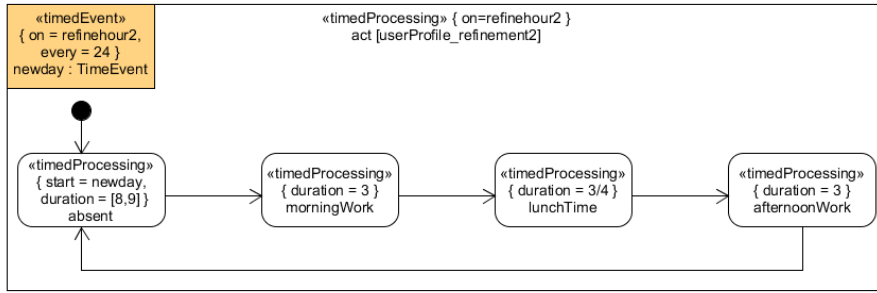 «timedEvent»
{ on = refinehour2,
every = 24 }
newday : TimeEvent
«timedProcessing» { on=refinehour2 }
act [userProfile_refinement2]
«timedProcessing»
{ start = newday,
duration = [8,9] }
absent
«timedProcessing»
{ duration = 3 }
morningWork
«timedProcessing»
{ duration = 3/4 }
lunchTime
«timedProcessing»
{ duration = 3 }
afternoonWork